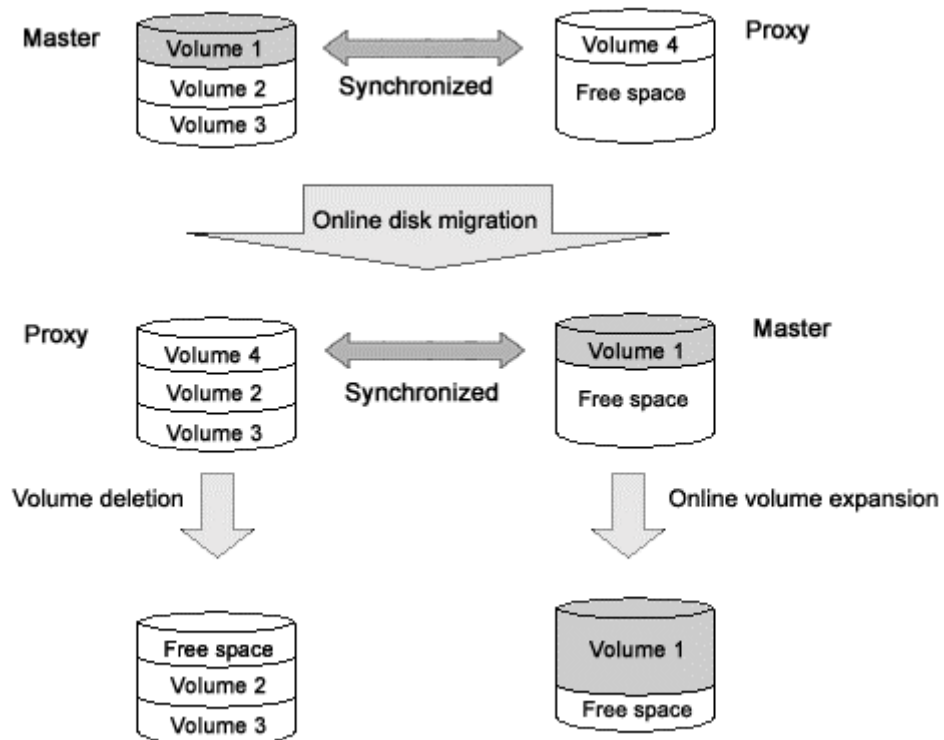 Master
Volume 1
Volume 2
Volume 3
Synchronized
Volume 4
Free space
Proxy
Online disk migration
Proxy
Volume 4
Volume 2
Volume 3
Synchronized
Volume 1
Free space
Master
Volume deletion
Online volume expansion
Free space
Volume 2
Volume 3
Volume 1
Free space